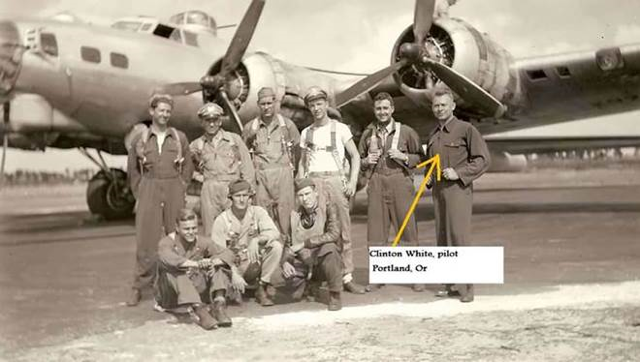 Clinton White, pilot
Portland, Or